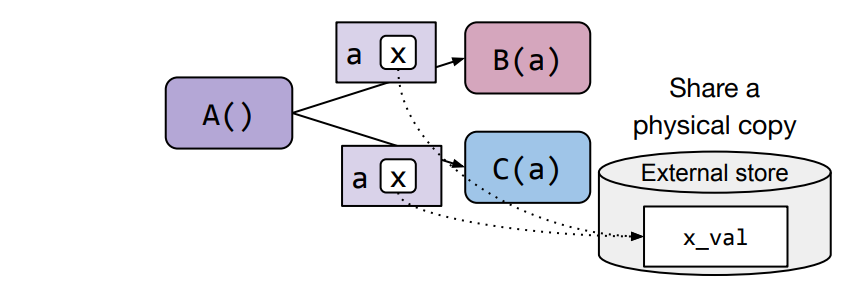 a x
B(a)
A()
Share a
physical copy
a x
C(a)
External store
x_val